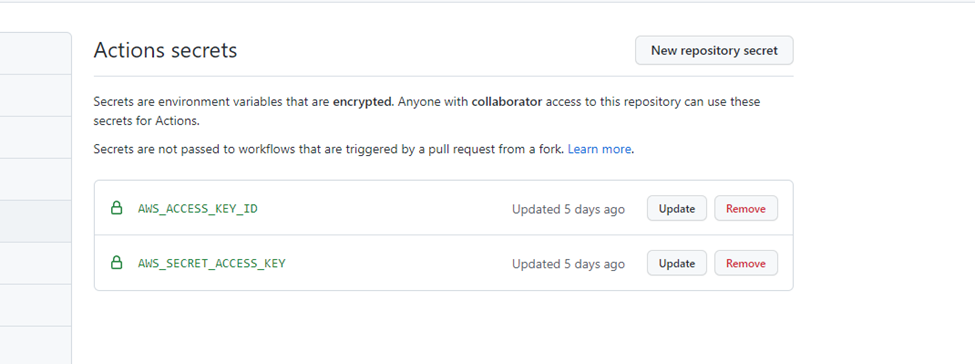 Actions secrets
New repository secret
Secrets are environment variables that are encrypted. Anyone with collaborator access to this repository can use these
secrets for Actions.
Secrets are not passed to workflows that are triggered by a pull request from a fork. Learn more.
AWS_ACCESS_KEY_ID Updated 5 days ago Update Remove
AWS_SECRET_ACCESS_KEY Updated 5 days ago Update Remove